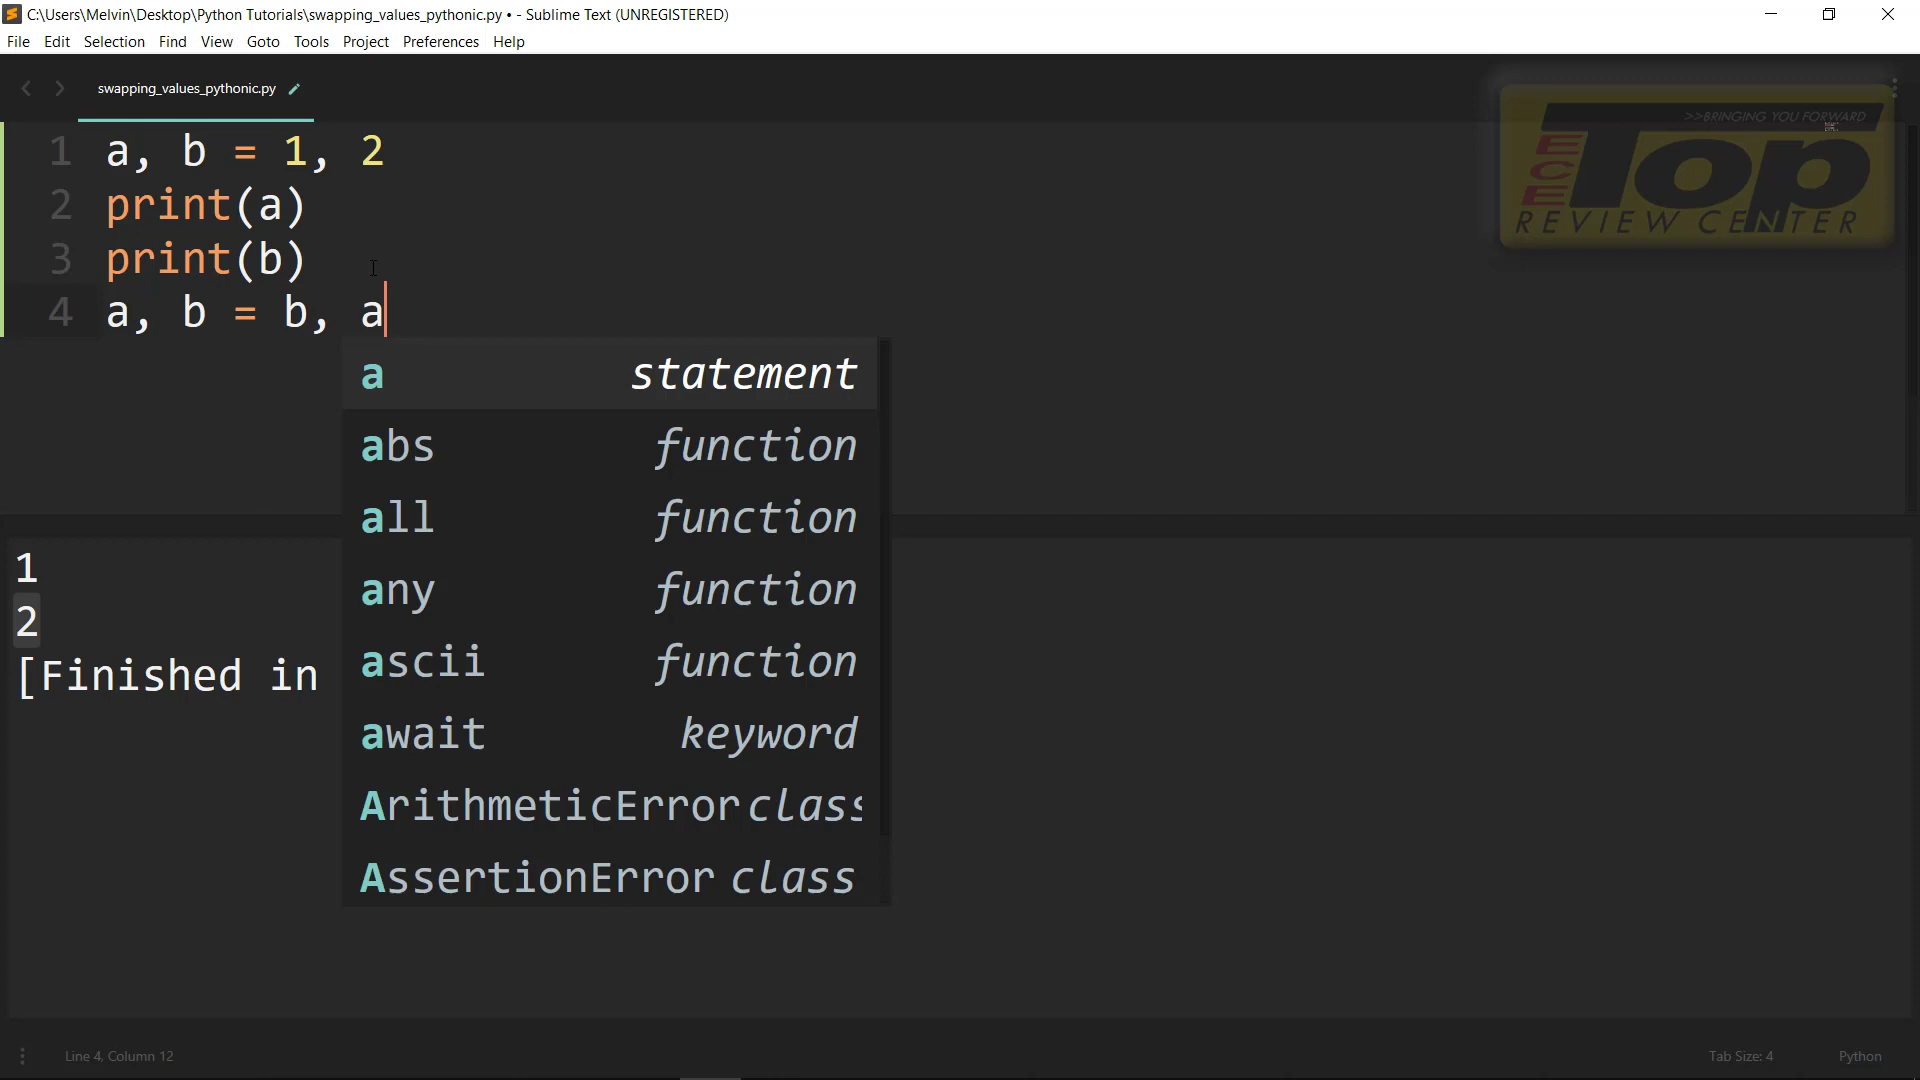 C:\Users\Melvin\Desktop\Python Tutorials\swapping_values_pythonic.py • - Sublime Text (UNREGISTERED)
File Edit Selection Find View Goto Tools Project Preferences Help
swapping_values_pythonic.py
>>BRINGING YOU FORWARD
ECE Top
REVIEW CENTER
1 a, b = 1, 2
2 print(a)
3 print(b)
4 a, b = b, a
a statement
abs function
all function
any function
ascii function
await keyword
ArithmeticError class
AssertionError class
1
2
[Finished in
Line 4, Column 12
Tab Size: 4
Python